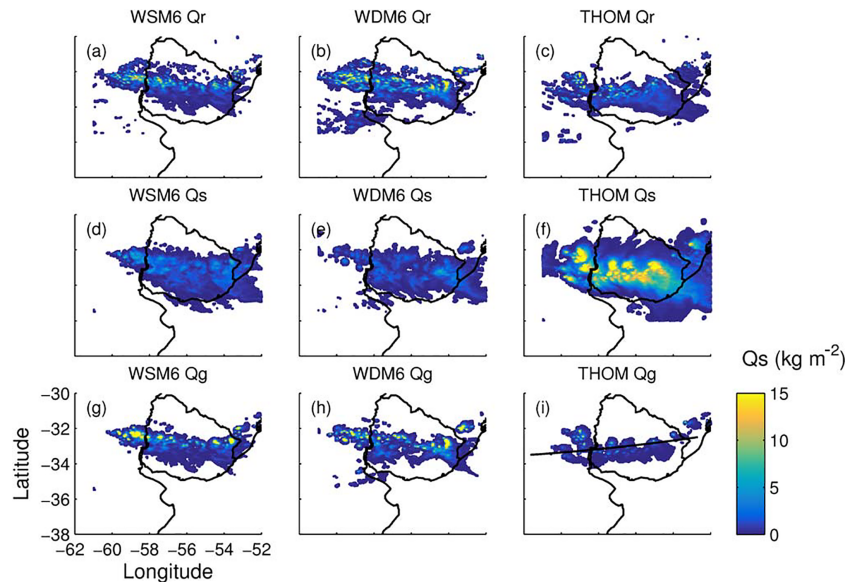 WSM6 Qr
WDM6 Qr
THOM Qr
(a)
(b)
(c)
WSM6 Qs
WDM6 Qs
THOM Qs
(d)
(e)
(f)
WSM6 Qg
WDM6 Qg
THOM Qg
(g)
(h)
(i)
−30
−32
−34
−36
−38
Latitude
−62 −60 −58 −56 −54 −52
Longitude
Qs (kg m⁻²)
15
10
5
0